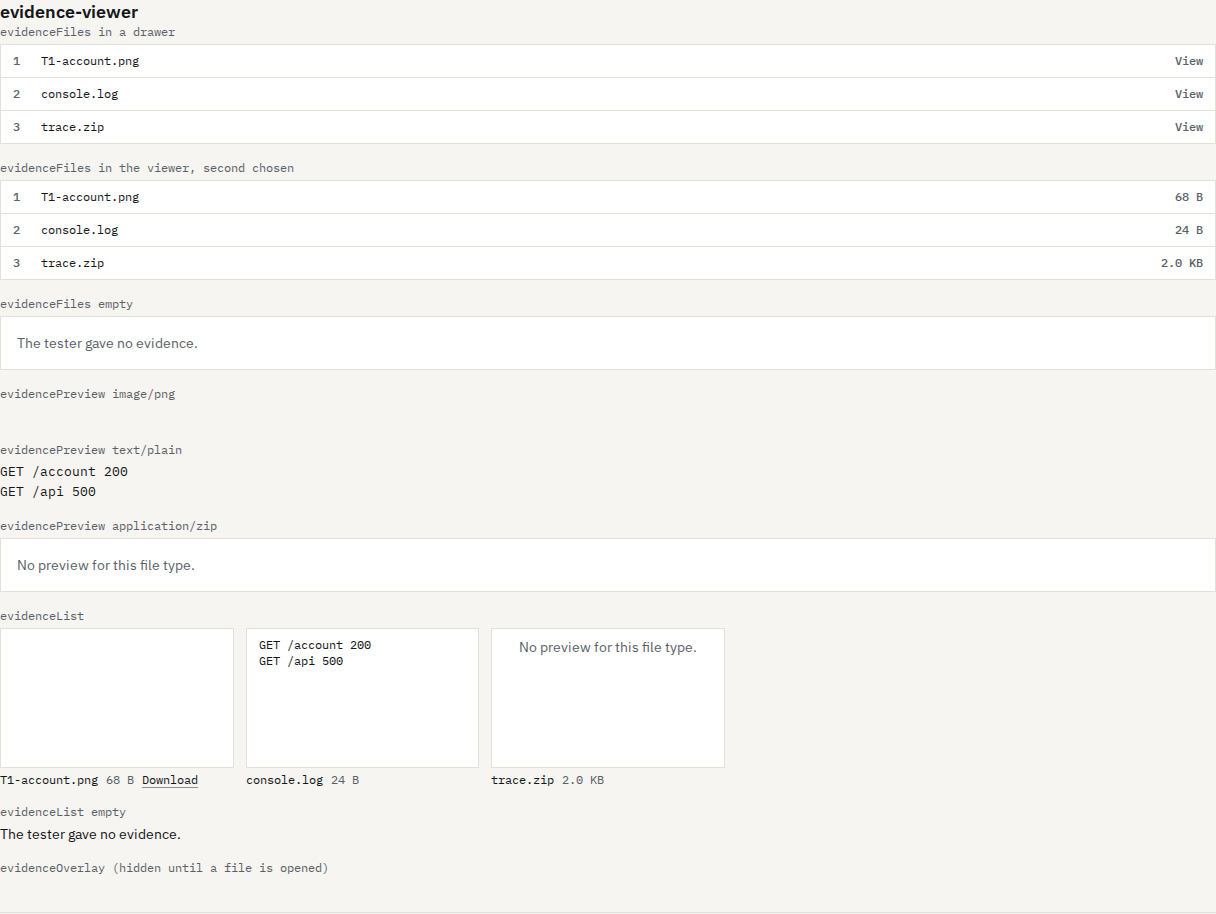 evidence-viewer
evidenceFiles in a drawer
1 T1-account.png View
2 console.log View
3 trace.zip View
evidenceFiles in the viewer, second chosen
1 T1-account.png 68 B
2 console.log 24 B
3 trace.zip 2.0 KB
evidenceFiles empty
The tester gave no evidence.
evidencePreview image/png
evidencePreview text/plain
GET /account 200
GET /api 500
evidencePreview application/zip
No preview for this file type.
evidenceList
GET /account 200
GET /api 500
No preview for this file type.
T1-account.png 68 B Download
console.log 24 B
trace.zip 2.0 KB
evidenceList empty
The tester gave no evidence.
evidenceOverlay (hidden until a file is opened)